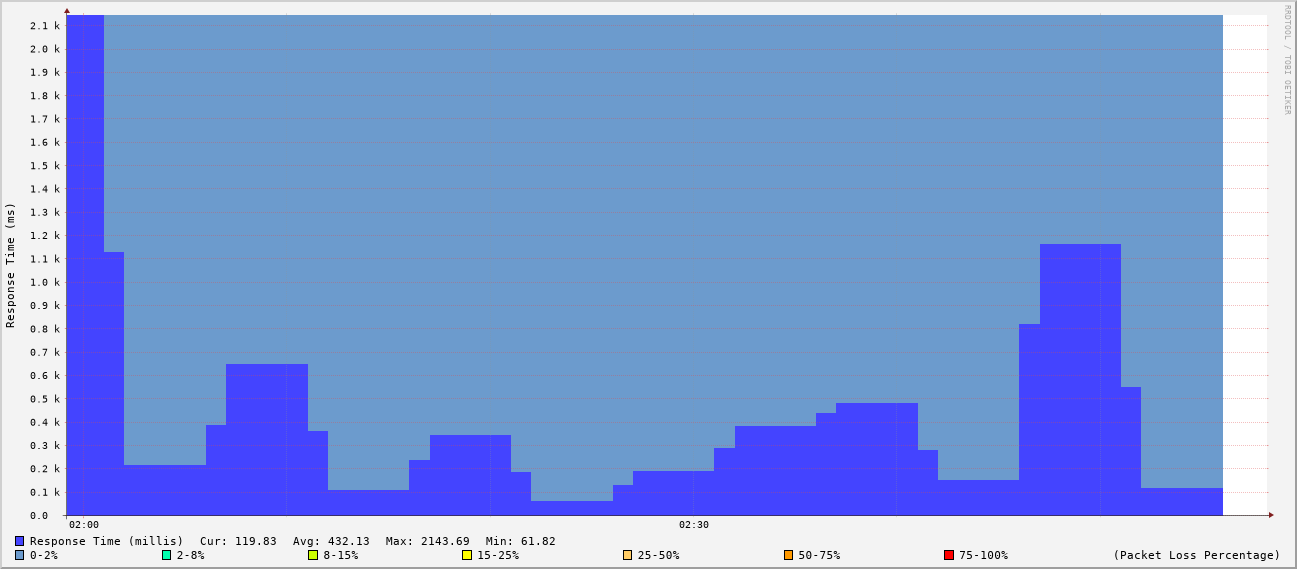 RRDTOOL / TOBI OETIKER
Response Time (ms)
2.1 k
2.0 k
1.9 k
1.8 k
1.7 k
1.6 k
1.5 k
1.4 k
1.3 k
1.2 k
1.1 k
1.0 k
0.9 k
0.8 k
0.7 k
0.6 k
0.5 k
0.4 k
0.3 k
0.2 k
0.1 k
0.0
02:00 02:30
Response Time (millis) Cur: 119.83 Avg: 432.13 Max: 2143.69 Min: 61.82
0-2% 2-8% 8-15% 15-25% 25-50% 50-75% 75-100% (Packet Loss Percentage)